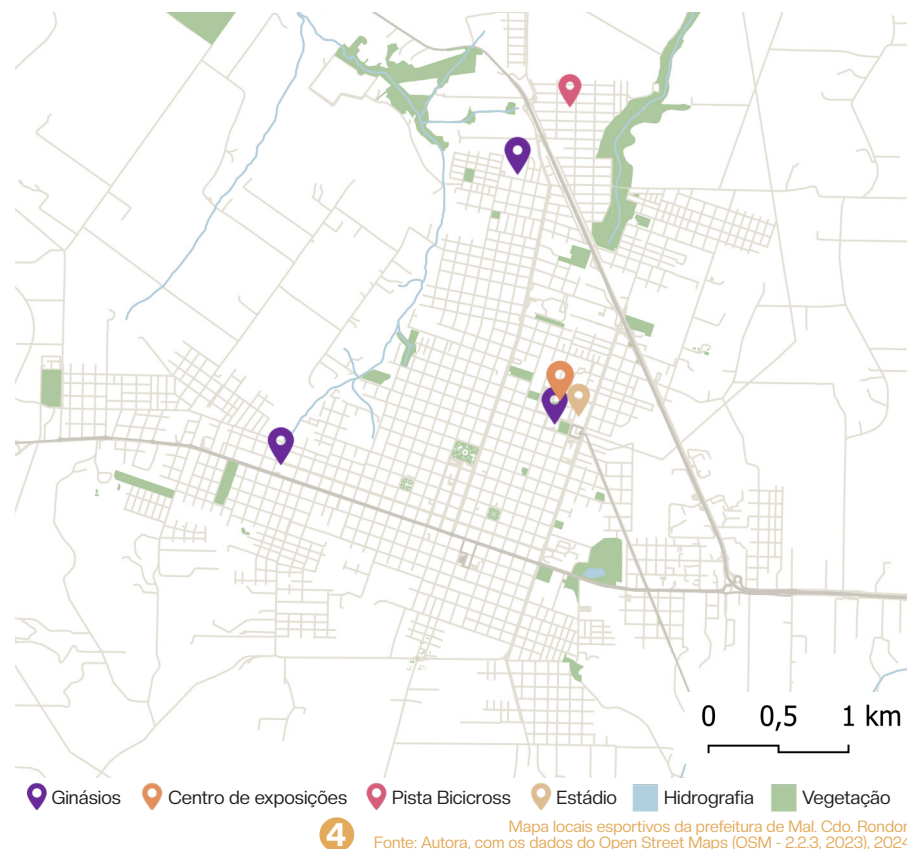 0 0,5 1 km
Ginásios Centro de exposições Pista Bicicross Estádio Hidrografia Vegetação
4
Mapa locais esportivos da prefeitura de Mal. Cdo. Rondon
Fonte: Autora, com os dados do Open Street Maps (OSM - 2.2.3, 2023), 2024